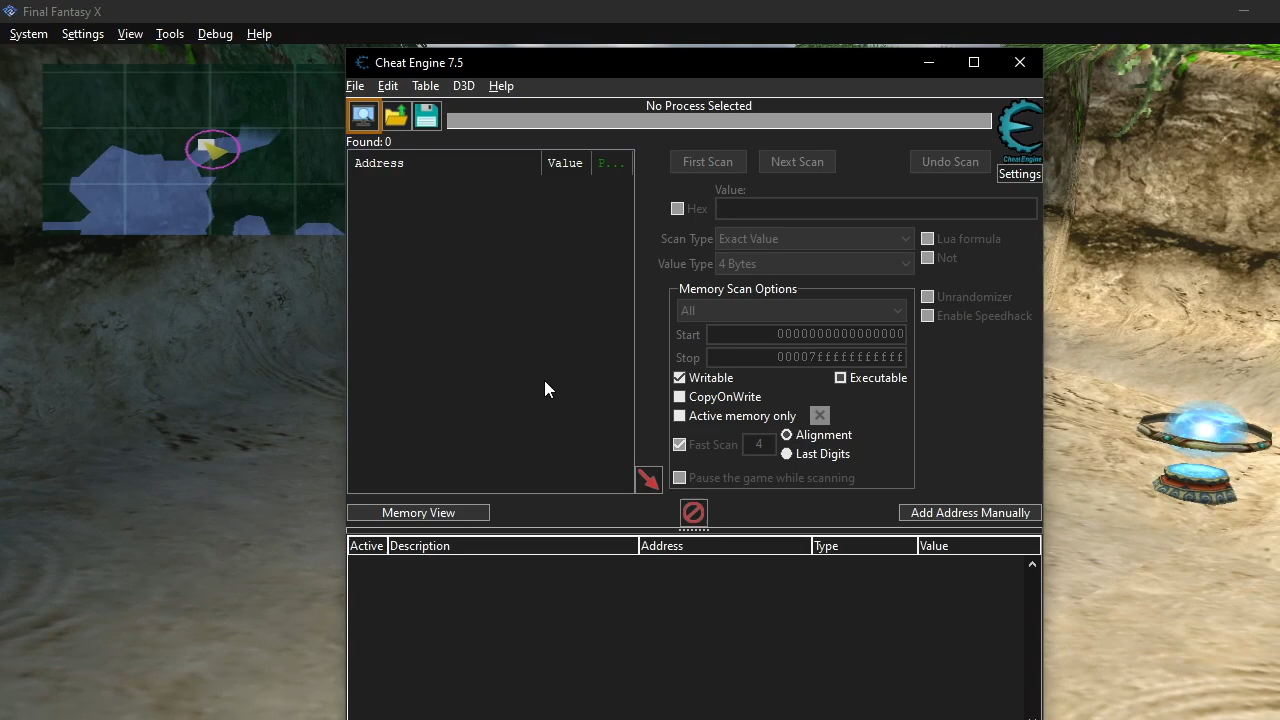 Final Fantasy X
System Settings View Tools Debug Help
Cheat Engine 7.5
File Edit Table D3D Help
No Process Selected
Found: 0
Cheat Engine
Settings
Address Value P...
First Scan Next Scan Undo Scan
Value:
Hex
Scan Type Exact Value
Lua formula
Value Type 4 Bytes
Not
Memory Scan Options
All
Unrandomizer
Start 0000000000000000
Enable Speedhack
Stop 00007fffffffffff
Writable Executable
CopyOnWrite
Active memory only
Fast Scan 4 Alignment
Last Digits
Pause the game while scanning
Memory View
Add Address Manually
Active Description Address Type Value